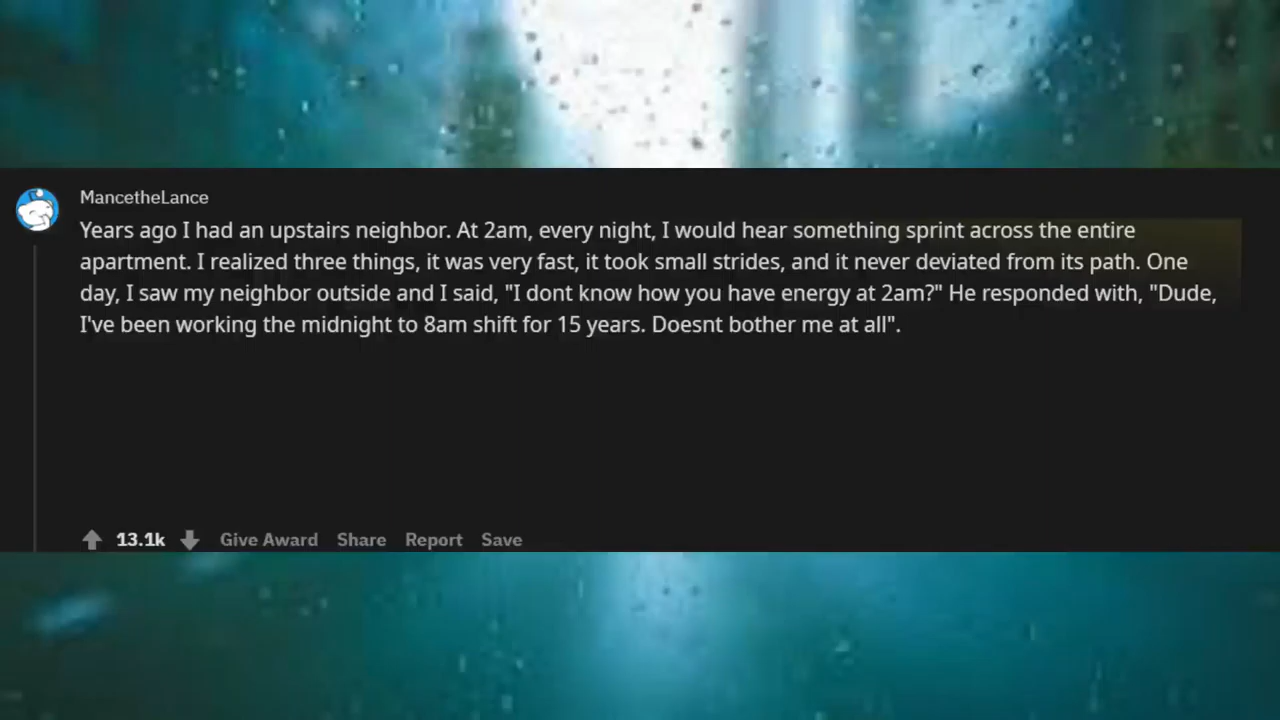 MancetheLance
Years ago I had an upstairs neighbor. At 2am, every night, I would hear something sprint across the entire
apartment. I realized three things, it was very fast, it took small strides, and it never deviated from its path. One
day, I saw my neighbor outside and I said, "I dont know how you have energy at 2am?" He responded with, "Dude,
I've been working the midnight to 8am shift for 15 years. Doesnt bother me at all".
13.1k Give Award Share Report Save